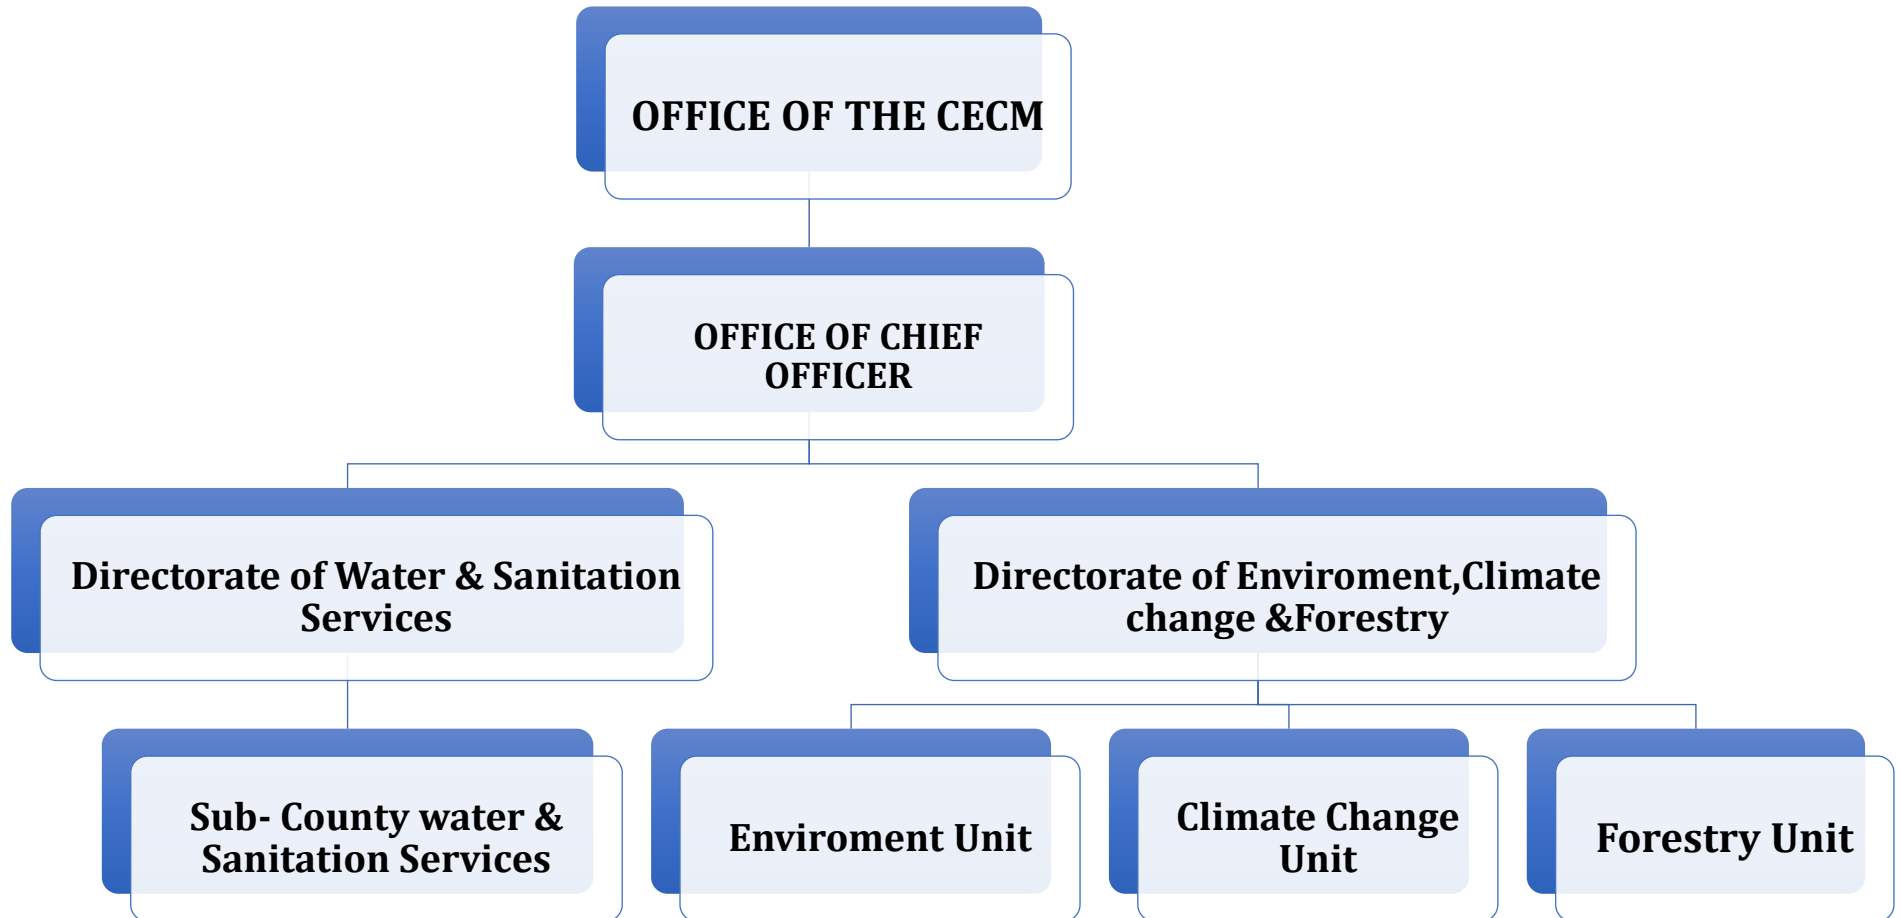 OFFICE OF THE CECM
OFFICE OF CHIEF
OFFICER
Directorate of Water & Sanitation
Services
Directorate of Enviroment,Climate
change &Forestry
Sub- County water &
Sanitation Services
Enviroment Unit
Climate Change
Unit
Forestry Unit